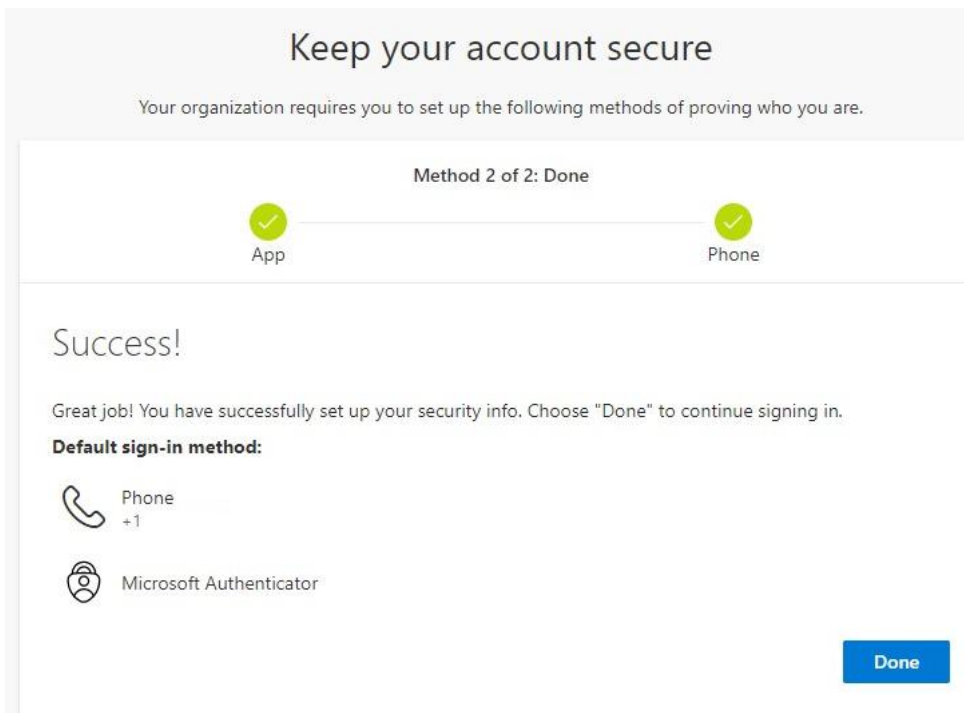 Keep your account secure
Your organization requires you to set up the following methods of proving who you are.
Method 2 of 2: Done
App
Phone
Success!
Great job! You have successfully set up your security info. Choose "Done" to continue signing in.
Default sign-in method:
Phone
+1
Microsoft Authenticator
Done